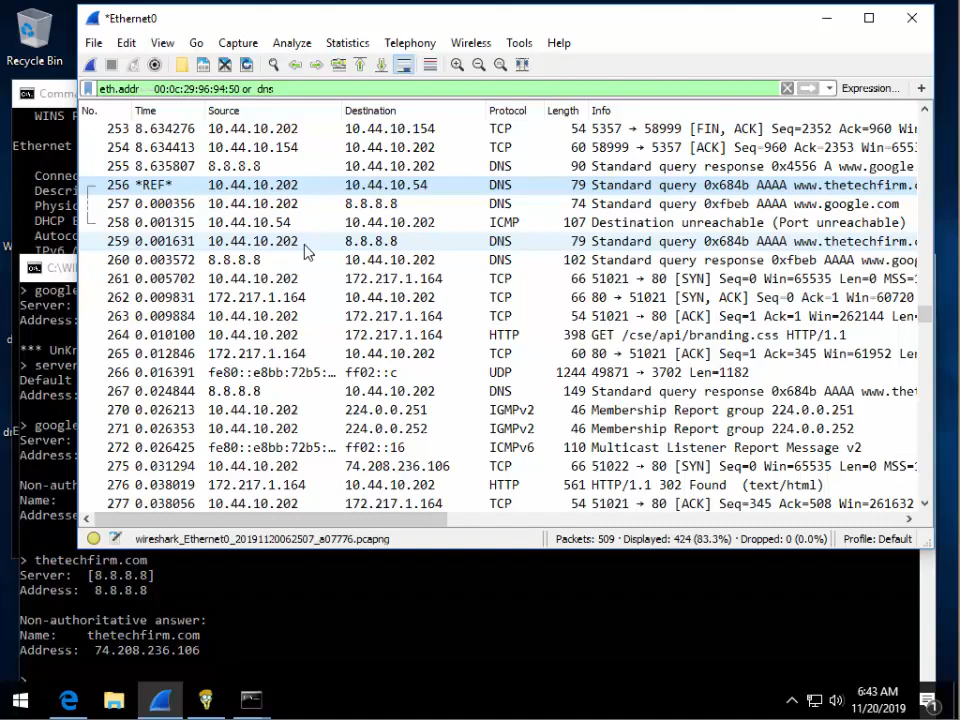 *Ethernet0
File Edit View Go Capture Analyze Statistics Telephony Wireless Tools Help
eth.addr 00:0c:29:96:94:50 or dns
Expression... +
No. Time Source Destination Protocol Length Info
253 8.634276 10.44.10.202 10.44.10.154 TCP 54 5357 → 58999 [FIN, ACK] Seq=2352 Ack=960 Wi
254 8.634413 10.44.10.154 10.44.10.202 TCP 60 58999 → 5357 [ACK] Seq=960 Ack=2353 Win=655
255 8.635807 8.8.8.8 10.44.10.202 DNS 90 Standard query response 0x4556 A www.google
256 *REF* 10.44.10.202 10.44.10.54 DNS 79 Standard query 0x684b AAAA www.thetechfirm.c
257 0.000356 10.44.10.202 8.8.8.8 DNS 74 Standard query 0xfbeb A www.google.com
258 0.001315 10.44.10.54 10.44.10.202 ICMP 107 Destination unreachable (Port unreachable)
259 0.001631 10.44.10.202 8.8.8.8 DNS 79 Standard query 0x684b AAAA www.thetechfirm.c
260 0.003572 8.8.8.8 10.44.10.202 DNS 102 Standard query response 0xfbeb A www.goo
261 0.005702 10.44.10.202 172.217.1.164 TCP 66 51021 → 80 [SYN] Seq=0 Win=65535 Len=0 MSS=
262 0.009831 172.217.1.164 10.44.10.202 TCP 66 80 → 51021 [SYN, ACK] Seq=0 Ack=1 Win=60720
263 0.009884 10.44.10.202 172.217.1.164 TCP 54 51021 → 80 [ACK] Seq=1 Ack=1 Win=262144 Len
264 0.010100 10.44.10.202 172.217.1.164 HTTP 398 GET /cse/api/branding.css HTTP/1.1
265 0.012846 172.217.1.164 10.44.10.202 TCP 60 80 → 51021 [ACK] Seq=1 Ack=345 Win=61952 Len
266 0.016391 fe80::e8bb:72b5:… ff02::c UDP 1244 49871 → 3702 Len=1182
267 0.024844 8.8.8.8 10.44.10.202 DNS 149 Standard query response 0x684b AAAA www.thet
270 0.026213 10.44.10.202 224.0.0.251 IGMPv2 46 Membership Report group 224.0.0.251
271 0.026353 10.44.10.202 224.0.0.252 IGMPv2 46 Membership Report group 224.0.0.252
272 0.026425 fe80::e8bb:72b5:… ff02::16 ICMPv6 110 Multicast Listener Report Message v2
275 0.031294 10.44.10.202 74.208.236.106 TCP 66 51022 → 80 [SYN] Seq=0 Win=65535 Len=0 MSS=
276 0.038019 172.217.1.164 10.44.10.202 HTTP 561 HTTP/1.1 302 Found (text/html)
277 0.038056 10.44.10.202 172.217.1.164 TCP 54 51021 → 80 [ACK] Seq=345 Ack=508 Win=261632
wireshark_Ethernet0_20191120062507_a07776.pcapng Packets: 509 · Displayed: 424 (83.3%) · Dropped: 0 (0.0%) Profile: Default
Recycle Bin
Comma
WINS P
Ethernet
Connec
Descri
Physic
DHCP E
Autoco
IPv6 A
C:\WI
> goog
Server:
Address:
*** UnK
> serve
Default
Address:
> goog
Server:
Address:
Non-aut
Name:
Addresse
> thetechfirm.com
Server: [8.8.8.8]
Address: 8.8.8.8
Non-authoritative answer:
Name: thetechfirm.com
Address: 74.208.236.106
>
6:43 AM
11/20/2019
1